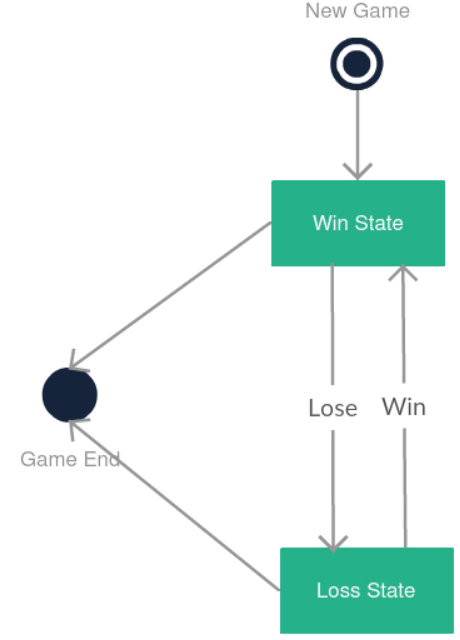 New Game
Win State
Lose
Win
Game End
Loss State